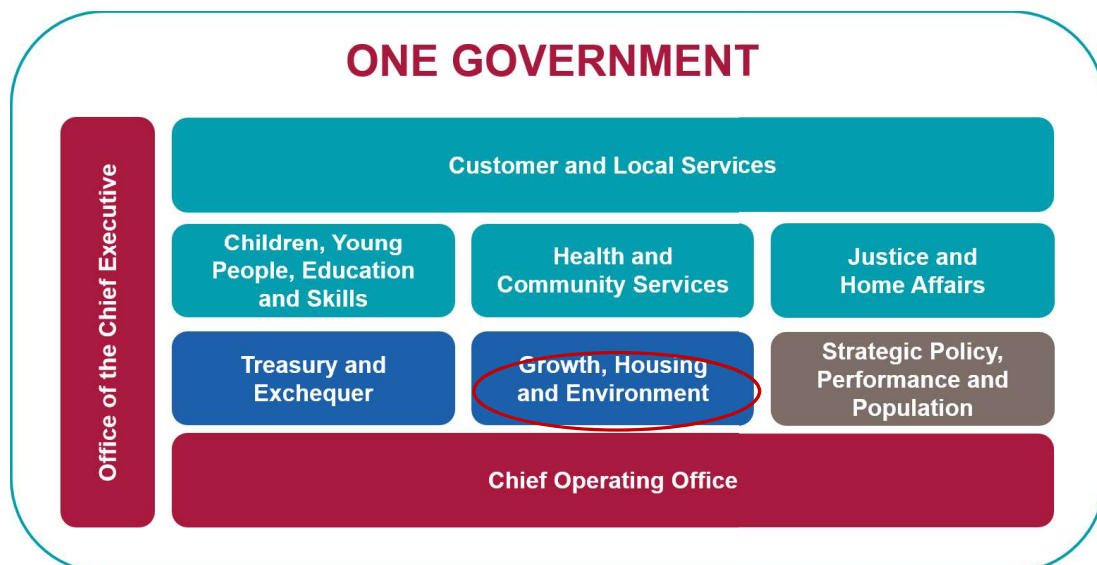 ONE GOVERNMENT
Office of the Chief Executive
Customer and Local Services
Children, Young
People, Education
and Skills
Health and
Community Services
Justice and
Home Affairs
Treasury and
Exchequer
Growth, Housing
and Environment
Strategic Policy,
Performance and
Population
Chief Operating Office